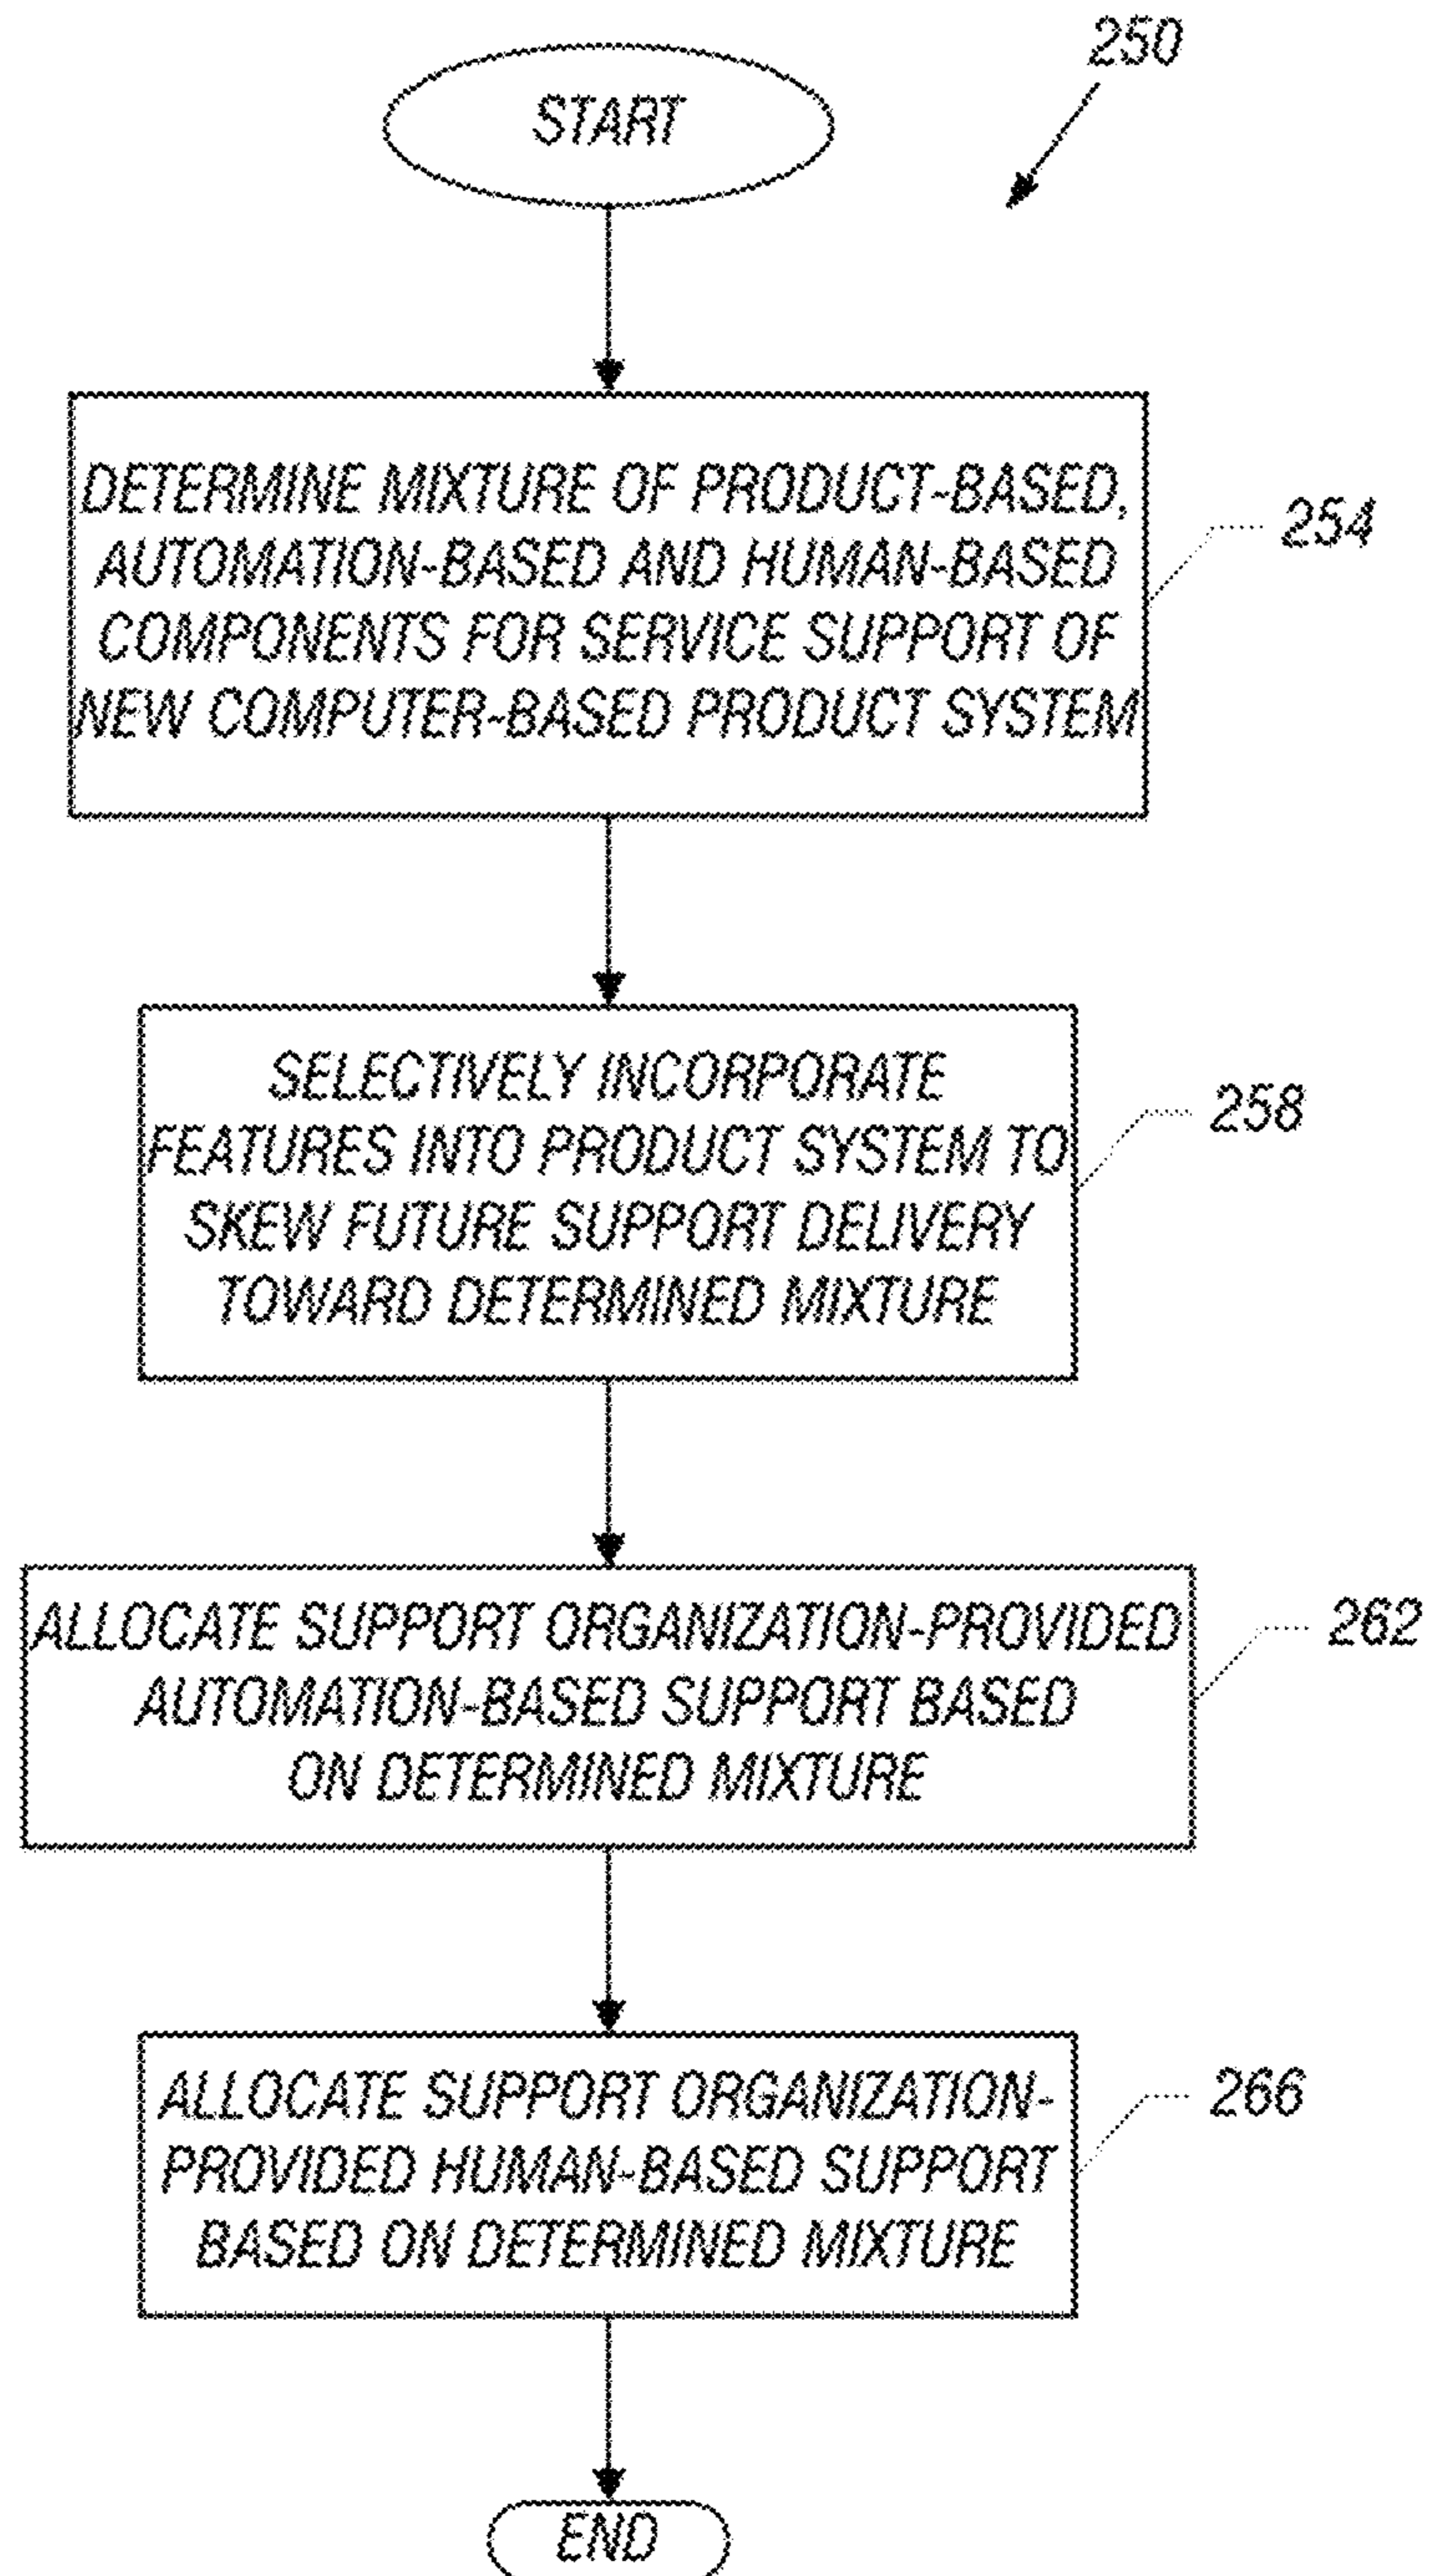 250
START
DETERMINE MIXTURE OF PRODUCT-BASED,
AUTOMATION-BASED AND HUMAN-BASED
COMPONENTS FOR SERVICE SUPPORT OF
NEW COMPUTER-BASED PRODUCT SYSTEM
254
SELECTIVELY INCORPORATE
FEATURES INTO PRODUCT SYSTEM TO
SKEW FUTURE SUPPORT DELIVERY
TOWARD DETERMINED MIXTURE
258
ALLOCATE SUPPORT ORGANIZATION-PROVIDED
AUTOMATION-BASED SUPPORT BASED
ON DETERMINED MIXTURE
262
ALLOCATE SUPPORT ORGANIZATION-
PROVIDED HUMAN-BASED SUPPORT
BASED ON DETERMINED MIXTURE
266
END